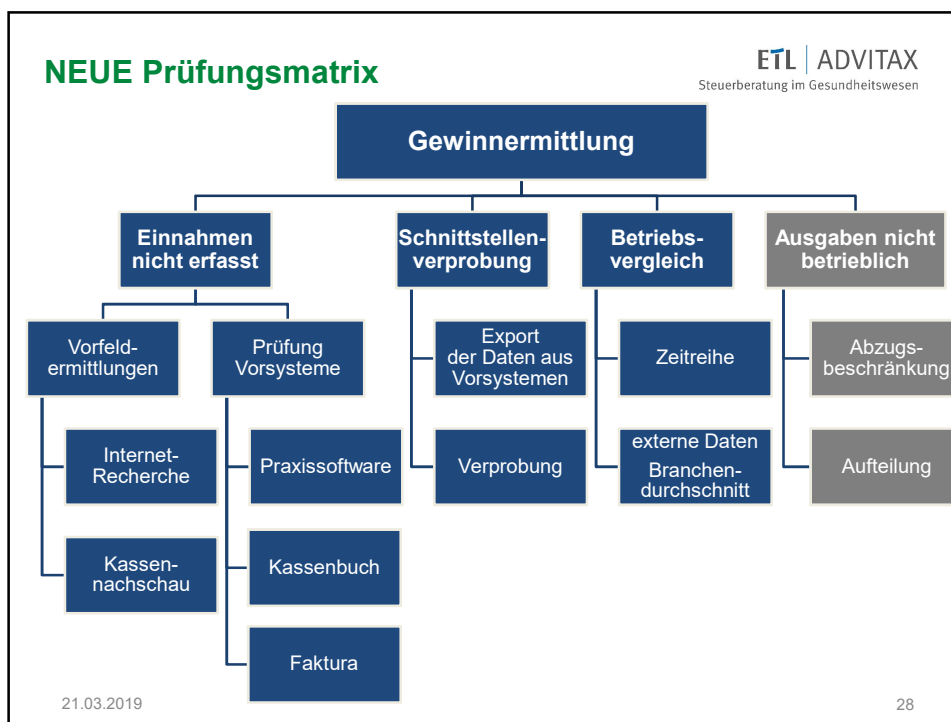 NEUE Prüfungsmatrix
ETL | ADVITAX
Steuerberatung im Gesundheitswesen
Gewinnermittlung
Einnahmen
nicht erfasst
Schnittstellen-
verprobung
Betriebs-
vergleich
Ausgaben nicht
betrieblich
Vorfeld-
ermittlungen
Prüfung
Vorsysteme
Export
der Daten aus
Vorsystemen
Zeitreihe
Abzugs-
beschränkung
Internet-
Recherche
Praxissoftware
Verprobung
externe Daten
Branchen-
durchschnitt
Aufteilung
Kassen-
nachschau
Kassenbuch
Faktura
21.03.2019
28